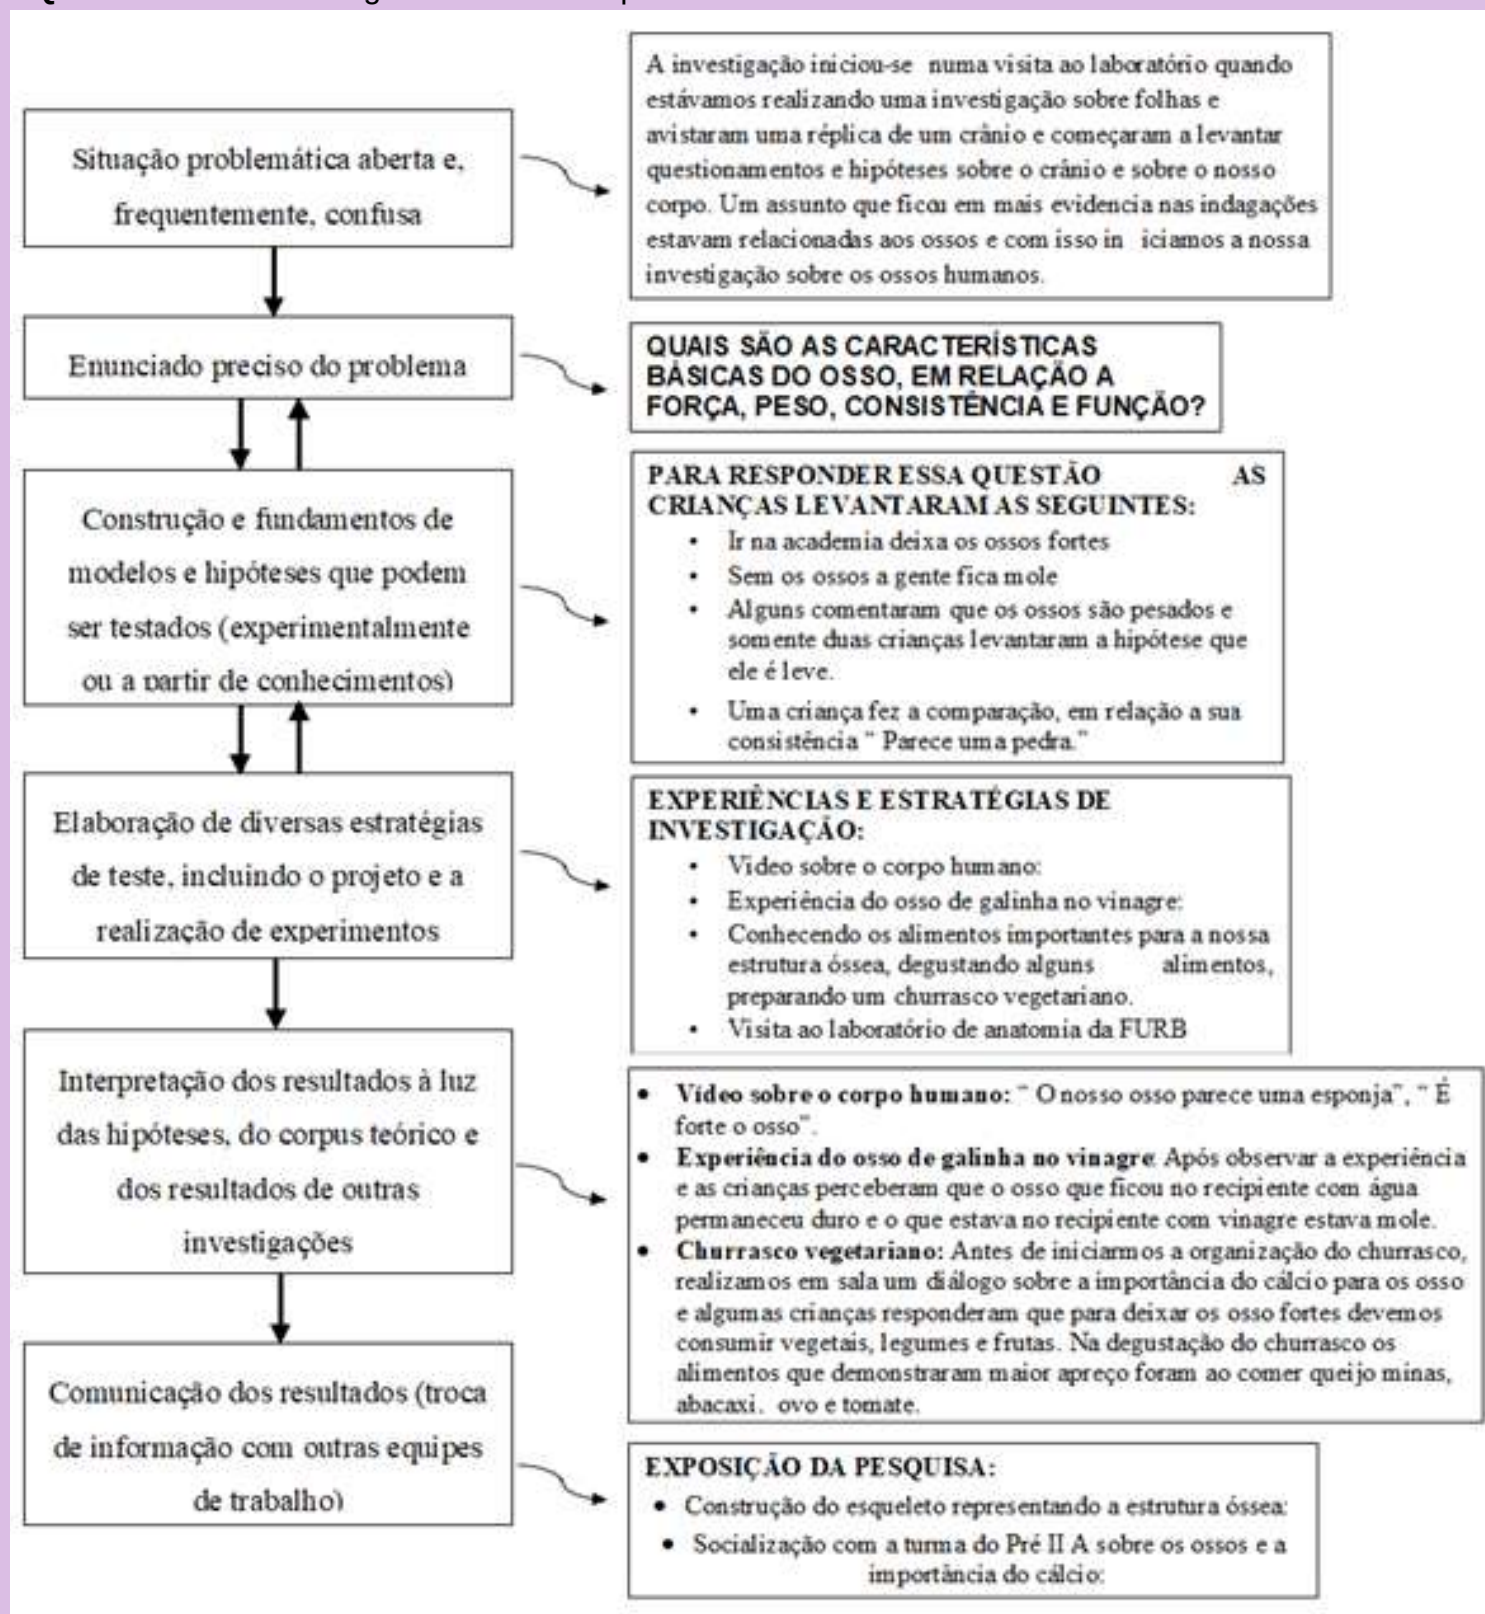 Situação problemática aberta e,
frequentemente, confusa
A investigação iniciou-se numa visita ao laboratório quando
estávamos realizando uma investigação sobre folhas e
avistaram uma réplica de um crânio e começaram a levantar
questionamentos e hipóteses sobre o crânio e sobre o nosso
corpo. Um assunto que ficou em mais evidencia nas indagações
estavam relacionadas aos ossos e com isso in iciamos a nossa
investigação sobre os ossos humanos.
Enunciado preciso do problema
QUAIS SÃO AS CARACTERÍSTICAS
BÁSICAS DO OSSO, EM RELAÇÃO A
FORÇA, PESO, CONSISTÊNCIA E FUNÇÃO?
Construção e fundamentos de
modelos e hipóteses que podem
ser testados (experimentalmente
ou a partir de conhecimentos)
PARA RESPONDER ESSA QUESTÃO AS
CRIANÇAS LEVANTARAM AS SEGUINTES:
• Ir na academia deixa os ossos fortes
• Sem os ossos a gente fica mole
• Alguns comentaram que os ossos são pesados e
somente duas crianças levantaram a hipótese que
ele é leve.
• Uma criança fez a comparação, em relação a sua
consistência “ Parece uma pedra.”
Elaboração de diversas estratégias
de teste, incluindo o projeto e a
realização de experimentos
EXPERIÊNCIAS E ESTRATÉGIAS DE
INVESTIGAÇÃO:
• Video sobre o corpo humano:
• Experiência do osso de galinha no vinagre:
• Conhecendo os alimentos importantes para a nossa
estrutura óssea, degustando alguns alimentos,
preparando um churrasco vegetariano.
• Visita ao laboratório de anatomia da FURB
Interpretação dos resultados à luz
das hipóteses, do corpus teórico e
dos resultados de outras
investigações
• Vídeo sobre o corpo humano: “ O nosso osso parece uma esponja”, “ É
forte o osso”.
• Experiência do osso de galinha no vinagre: Após observar a experiência
e as crianças perceberam que o osso que ficou no recipiente com água
permaneceu duro e o que estava no recipiente com vinagre estava mole.
• Churrasco vegetariano: Antes de iniciarmos a organização do churrasco,
realizamos em sala um diálogo sobre a importância do cálcio para os osso
e algumas crianças responderam que para deixar os osso fortes devemos
consumir vegetais, legumes e frutas. Na degustação do churrasco os
alimentos que demonstraram maior apreço foram ao comer queijo minas,
abacaxi, ovo e tomate.
Comunicação dos resultados (troca
de informação com outras equipes
de trabalho)
EXPOSIÇÃO DA PESQUISA:
• Construção do esqueleto representando a estrutura óssea:
• Socialização com a turma do Pré II A sobre os ossos e a
importância do cálcio: